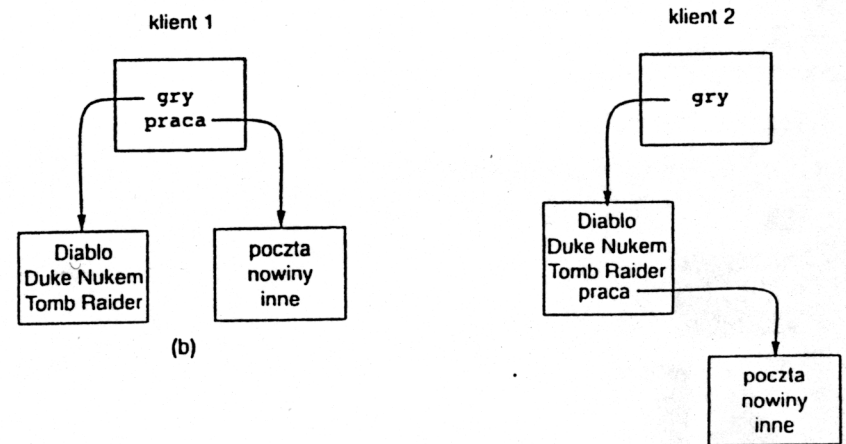 klient 1
gry
praca
Diablo
Duke Nukem
Tomb Raider
poczta
nowiny
inne
(b)
klient 2
gry
Diablo
Duke Nukem
Tomb Raider
praca
poczta
nowiny
inne